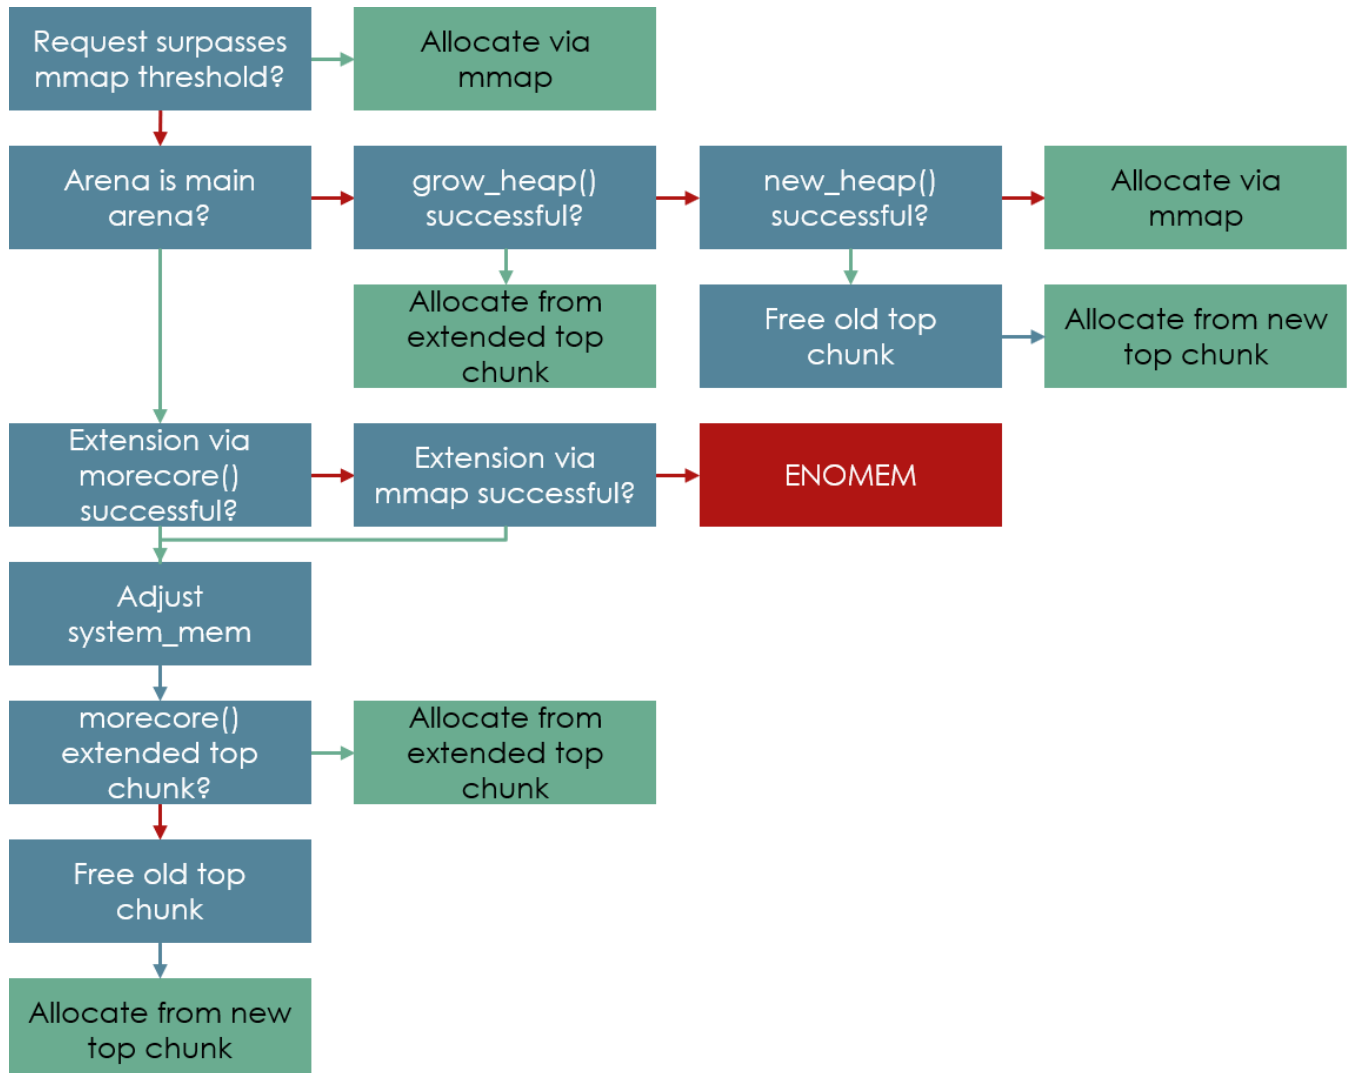 Request surpasses
mmap threshold?
Allocate via
mmap
Arena is main
arena?
grow_heap()
successful?
new_heap()
successful?
Allocate via
mmap
Allocate from
extended top
chunk
Free old top
chunk
Allocate from new
top chunk
Extension via
morecore()
successful?
Extension via
mmap successful?
ENOMEM
Adjust
system_mem
morecore()
extended top
chunk?
Allocate from
extended top
chunk
Free old top
chunk
Allocate from new
top chunk